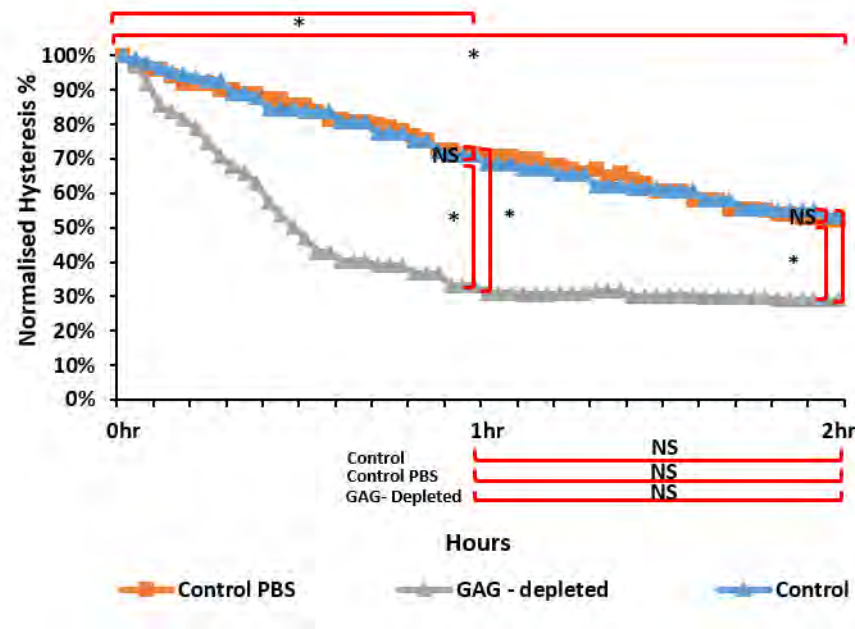 *
*
Normalised Hysteresis %
100%
90%
80%
70%
60%
50%
40%
30%
20%
10%
0%
NS
*
*
NS
*
0hr
1hr
2hr
Control
NS
Control PBS
NS
GAG- Depleted
NS
Hours
Control PBS
GAG - depleted
Control